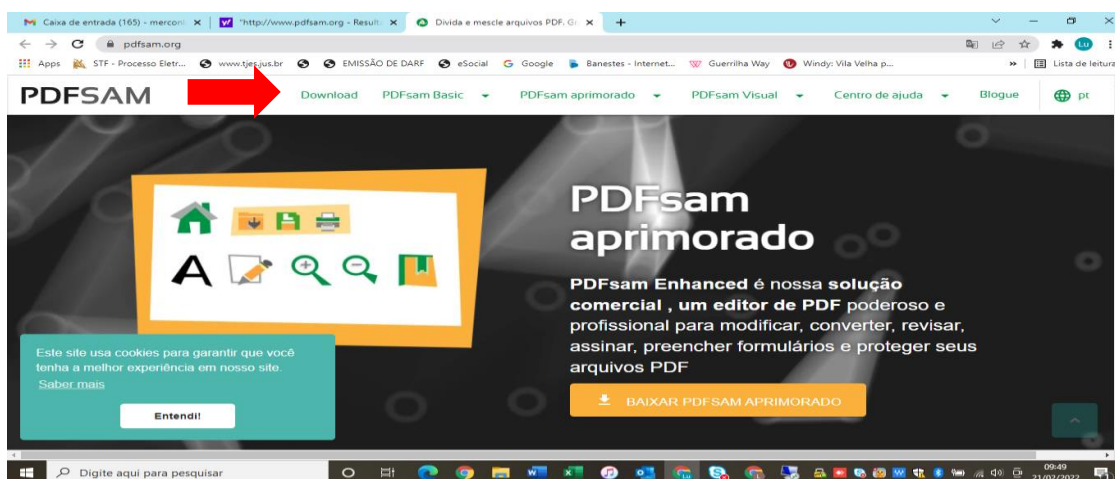 Caixa de entrada (165) - merconi
"http://www.pdfsam.org - Result
Divida e mescle arquivos PDF. G
pdfsam.org
Apps STF - Processo Eletr... www.tjes.jus.br EMISSÃO DE DARF eSocial Google Banestes - Internet... Guerrilha Way Windy: Vila Velha p... » Lista de leitura
PDFSAM Download PDFsam Basic PDFsam aprimorado PDFsam Visual Centro de ajuda Blogue pt
PDFsam
aprimorado
PDFsam Enhanced é nossa solução
comercial , um editor de PDF poderoso e
profissional para modificar, converter, revisar,
assinar, preencher formulários e proteger seus
arquivos PDF
BAIXAR PDFSAM APRIMORADO
A
Este site usa cookies para garantir que você
tenha a melhor experiência em nosso site.
Saber mais
Entendi!
Digite aqui para pesquisar
09:49
21/02/2022